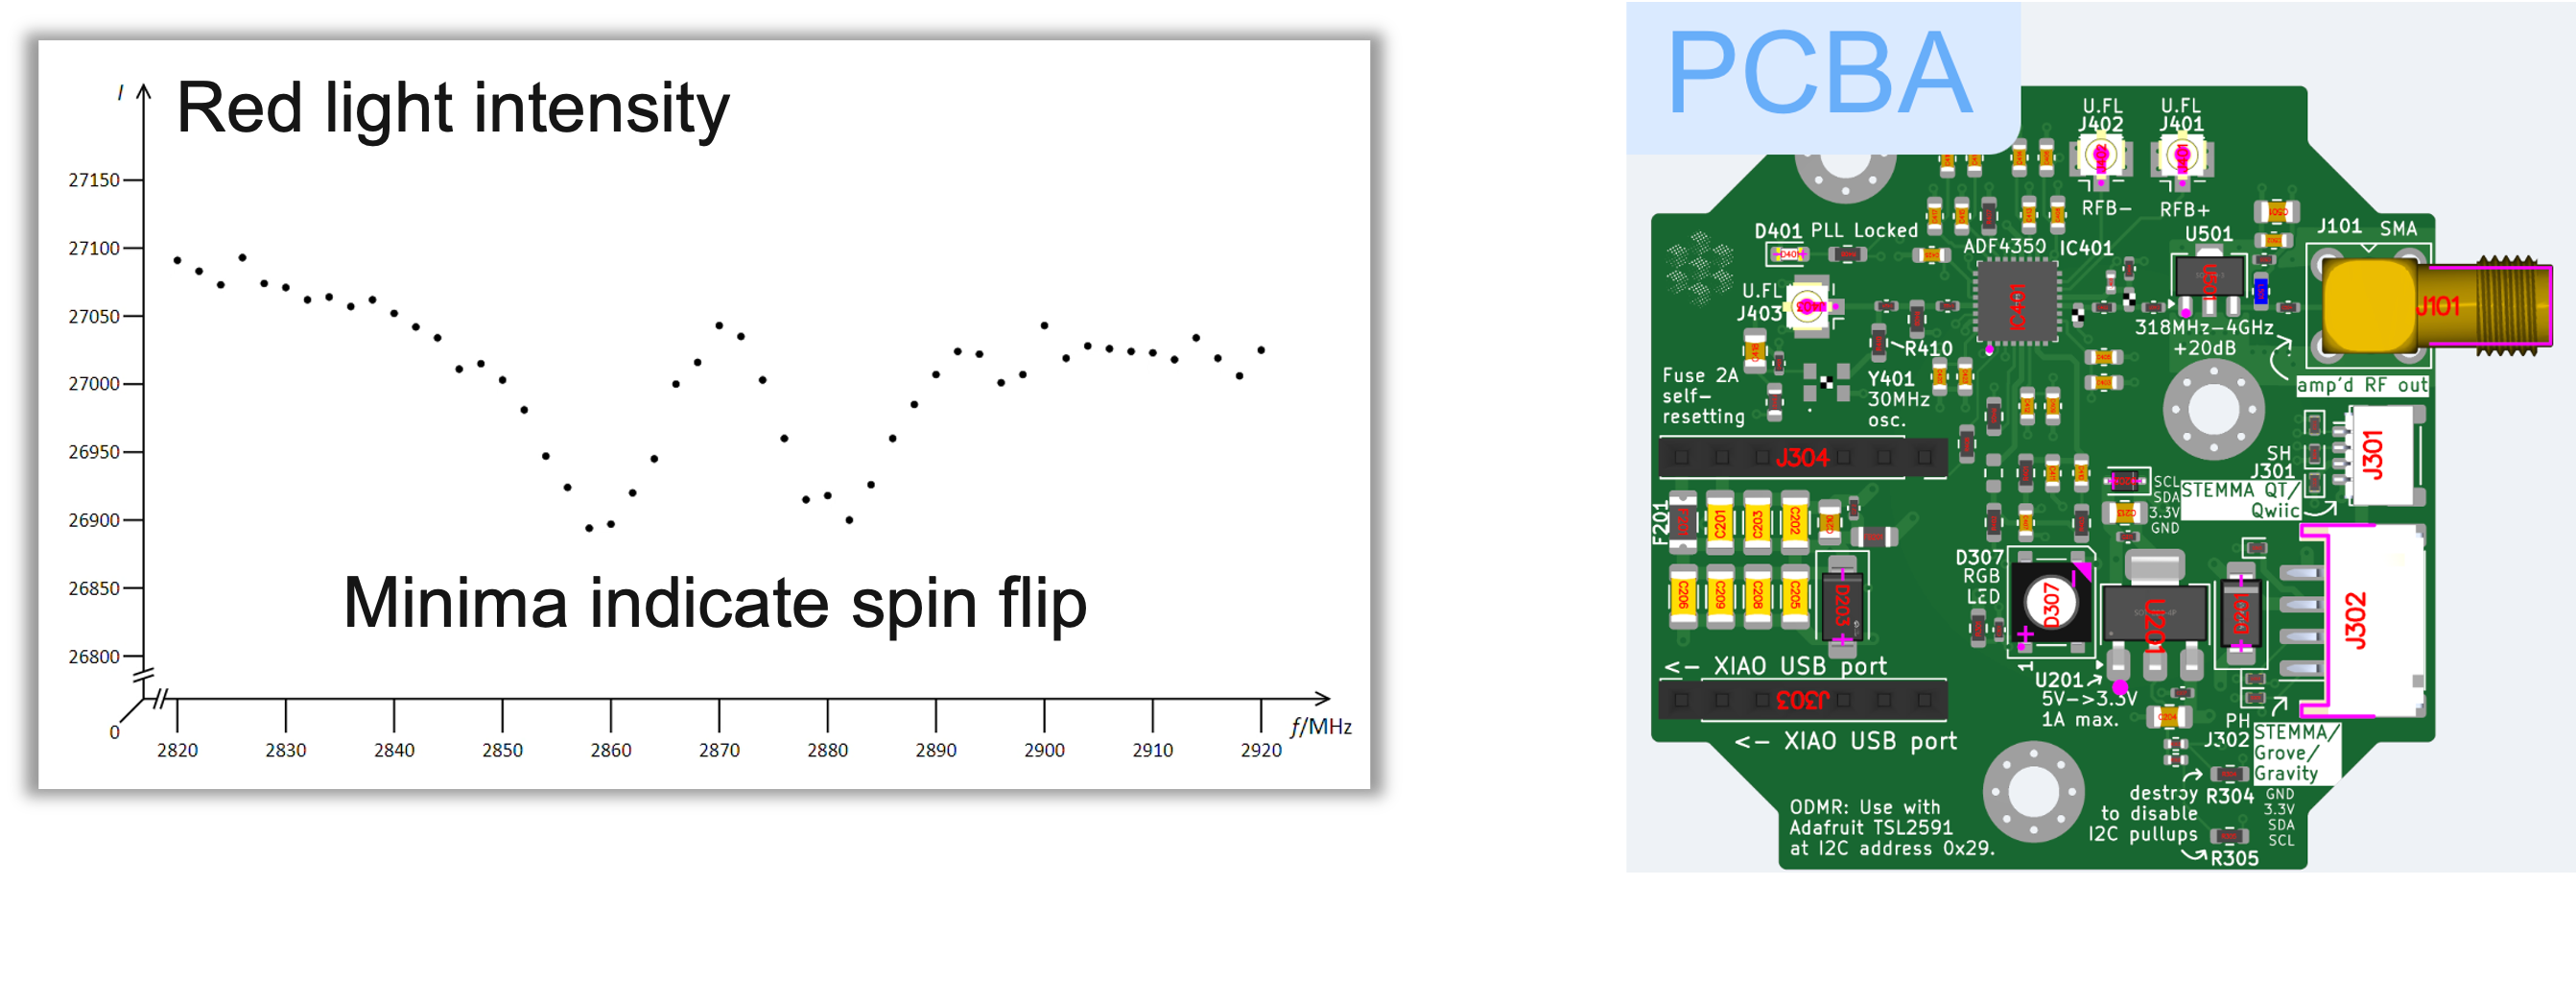 I
Red light intensity
27150
27100
27050
27000
26950
26900
26850
26800
0
Minima indicate spin flip
2820 2830 2840 2850 2860 2870 2880 2890 2900 2910 2920
f/MHz
PCBA
U.FL
J402
U.FL
J401
RFB-
RFB+
D401 PLL Locked
ADF4350 IC401
IC401
U501
U501
J101 SMA
J101
U.FL
J403
318MHz-4GHz
+20dB
amp'd RF out
R410
Fuse 2A
self-
resetting
Y401
30MHz
osc.
J304
SH
J301
J301
STEMMA QT/
Qwiic
SCL
SDA
3.3V
GND
F201
C201
C203
C202
C206
C209
C208
C205
D203
D307
RGB
LED
D307
1
U201
D201
J302
<- XIAO USB port
J303
<- XIAO USB port
U201
5V->3.3V
1A max.
C204
PH
J302
STEMMA/
Grove/
Gravity
GND
3.3V
SDA
SCL
destroy
to disable
I2C pullups
R304
R305
ODMR: Use with
Adafruit TSL2591
at I2C address 0x29.